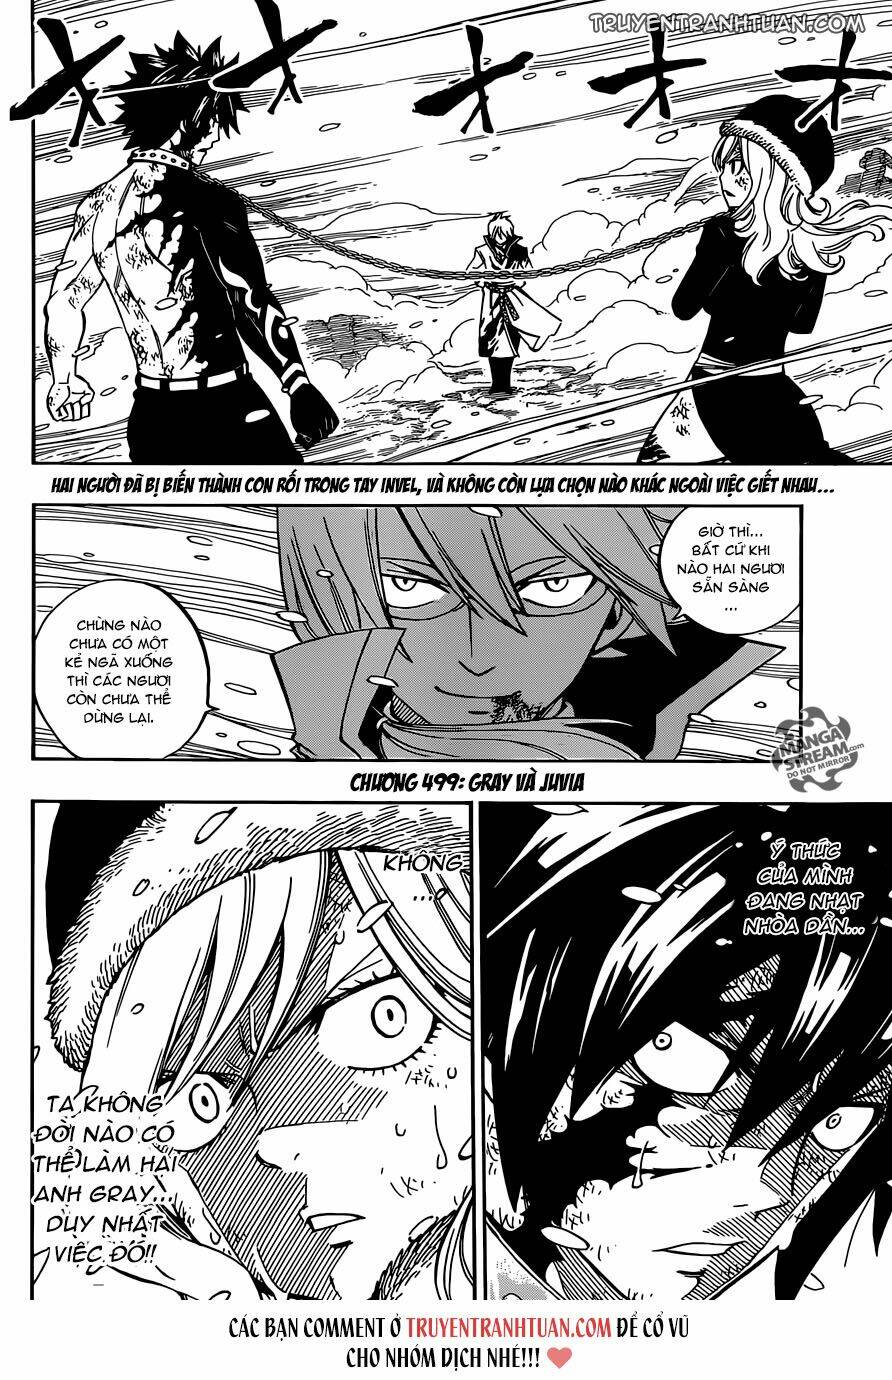 TRUYENTRANHTUAN.COM
HAI NGƯỜI ĐÃ BỊ BIẾN THÀNH CON RỐI TRONG TAY INVEL, VÀ KHÔNG CÒN LỰA CHỌN NÀO KHÁC NGOÀI VIỆC GIẾT NHAU...
GIỜ THÌ...
BẤT CỨ KHI
NÀO HAI NGƯƠI
SẴN SÀNG
...
CHỪNG NÀO
CHƯA CÓ MỘT
KẺ NGÃ XUỐNG
THÌ CÁC NGƯƠI
CÒN CHƯA THỂ
DỪNG LẠI.
MANGA
STREAM.com
DO NOT MIRROR
CHƯƠNG 499: GRAY VÀ JUVIA
KHÔNG
...
Ý THỨC
CỦA MÌNH
ĐANG NHẠT
NHÒA DẦN...
TA KHÔNG
ĐỜI NÀO CÓ
THỂ LÀM HẠI
ANH GRAY...
DUY NHẤT
VIỆC ĐÓ!!
CÁC BẠN COMMENT Ở TRUYENTRANHTUAN.COM ĐỂ CỔ VŨ
CHO NHÓM DỊCH NHÉ!!! ❤